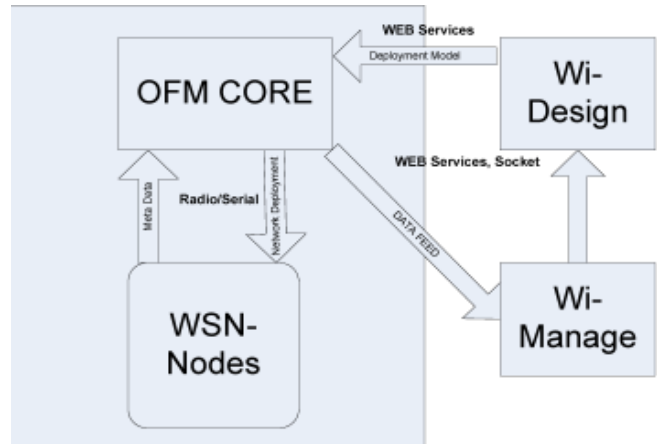 WEB Services
Deployment Model
OFM CORE
Wi-
Design
WEB Services, Socket
Meta Data
Radio/Serial
Network Deployment
DATA FEED
WSN-
Nodes
Wi-
Manage